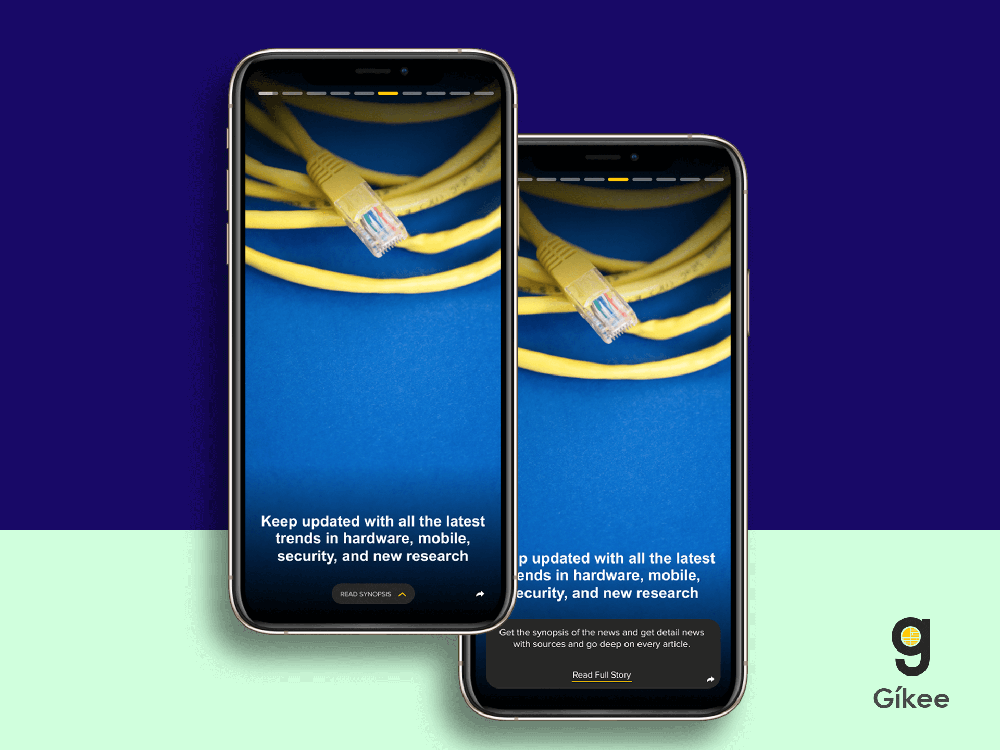 Keep updated with all the latest
trends in hardware, mobile,
security, and new research
READ SYNOPSIS
p updated with all the latest
ends in hardware, mobile,
ecurity, and new research
Get the synopsis of the news and get detail news
with sources and go deep on every article.
Read Full Story
g
Gíkee